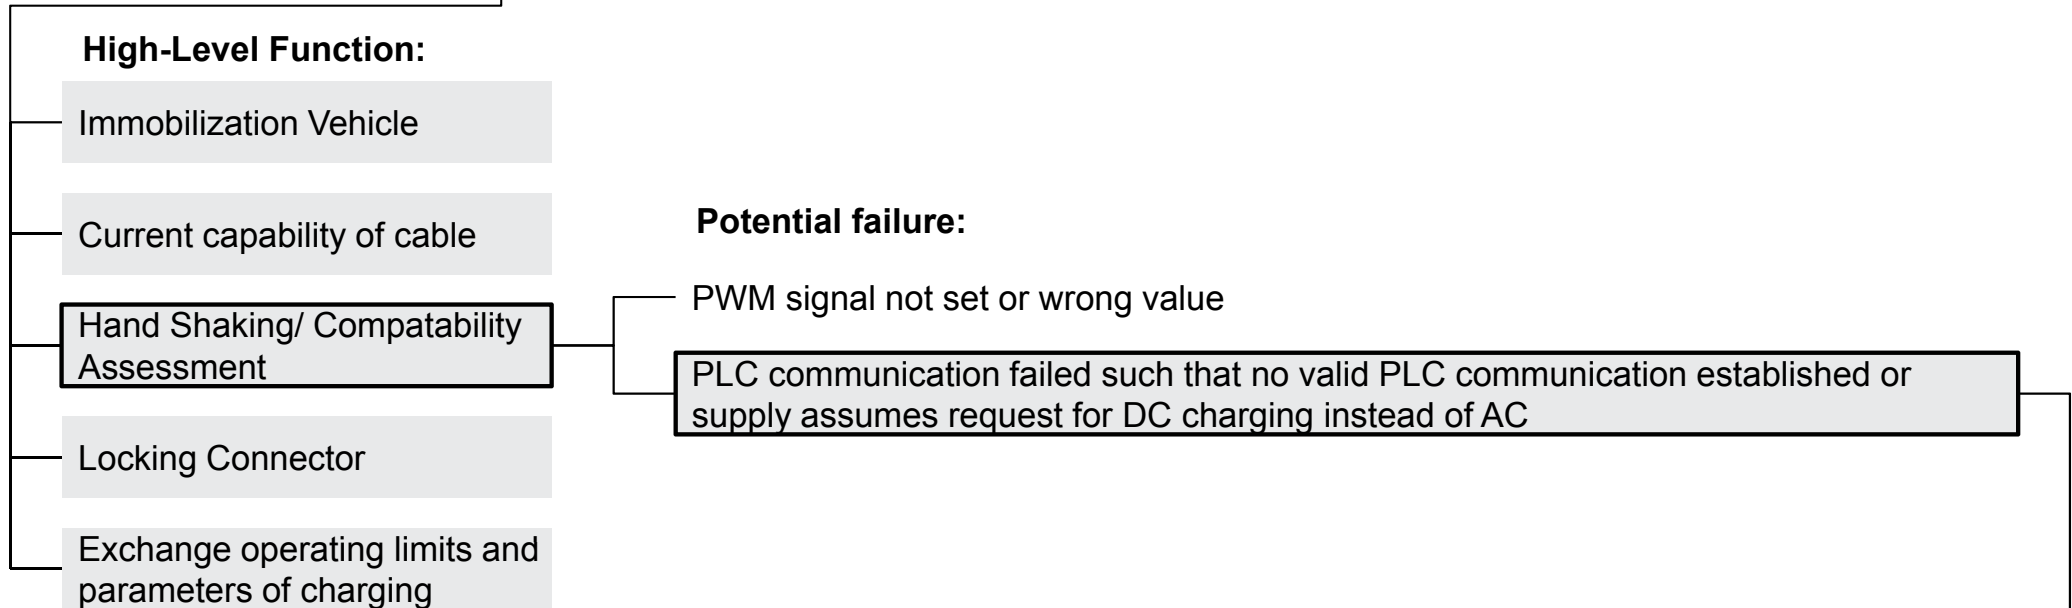 High-Level Function:
Immobilization Vehicle
Current capability of cable
Hand Shaking/ Compatability
Assessment
Locking Connector
Exchange operating limits and
parameters of charging
Potential failure:
PWM signal not set or wrong value
PLC communication failed such that no valid PLC communication established or
supply assumes request for DC charging instead of AC